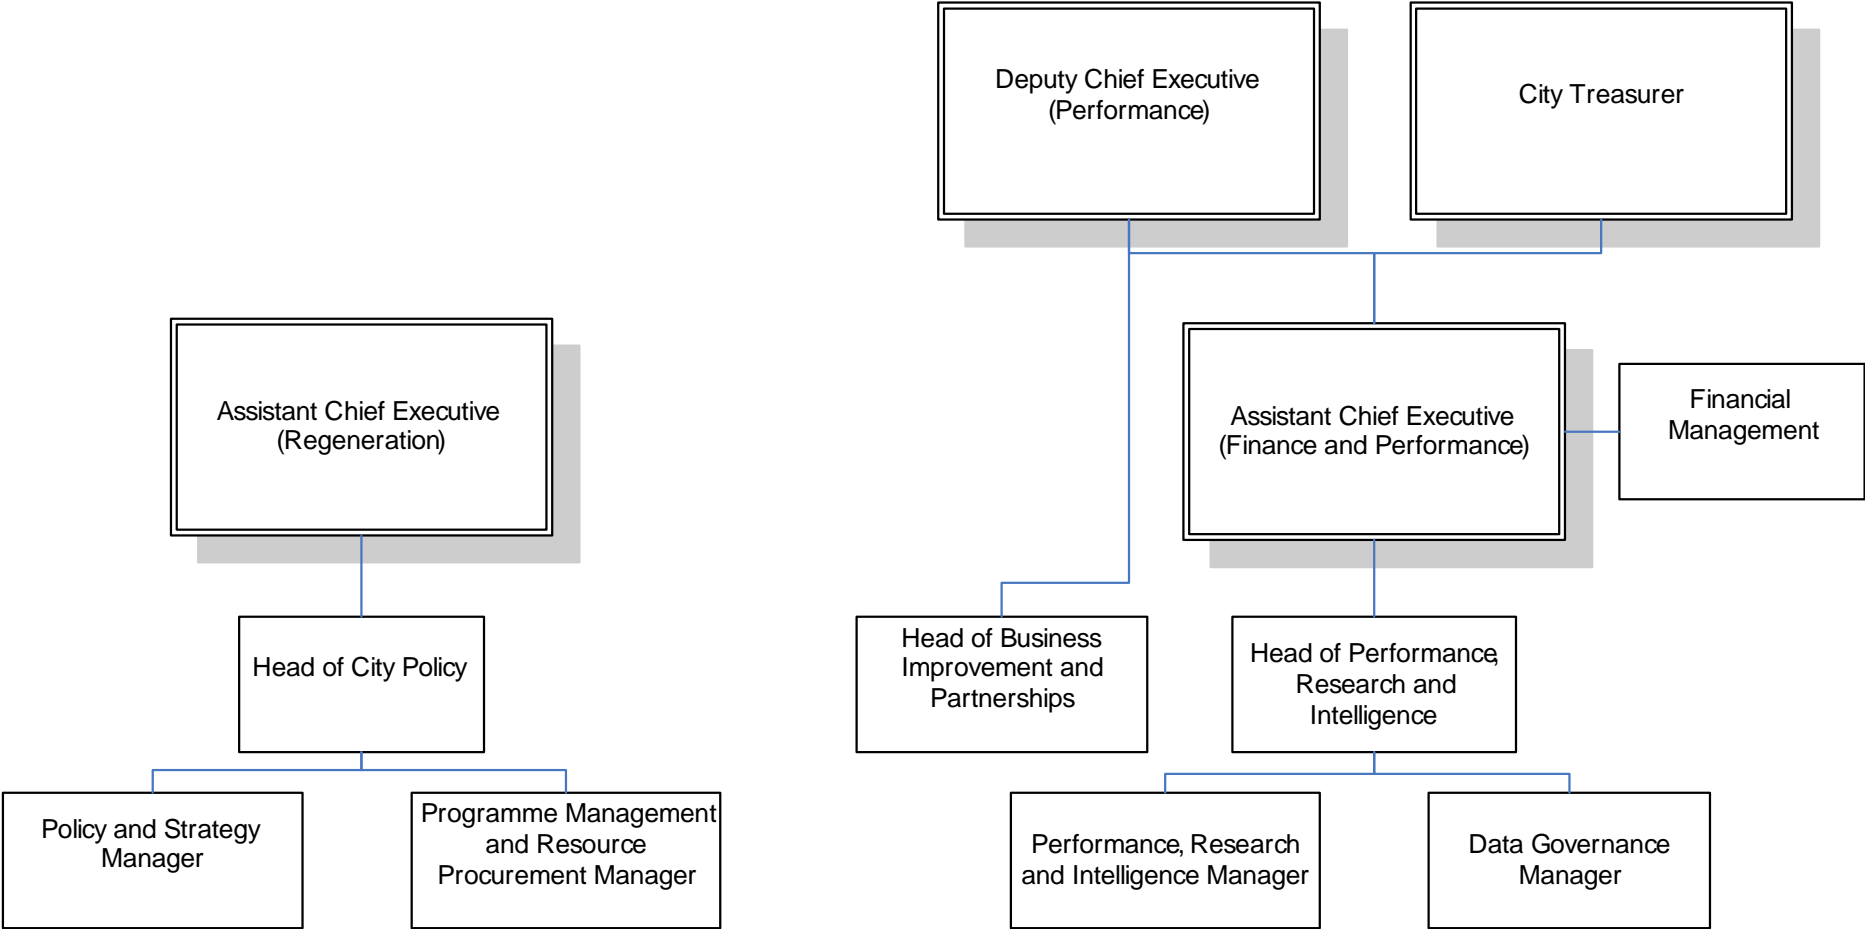 Deputy Chief Executive
(Performance)
City Treasurer
Assistant Chief Executive
(Regeneration)
Assistant Chief Executive
(Finance and Performance)
Financial
Management
Head of City Policy
Head of Business
Improvement and
Partnerships
Head of Performance,
Research and
Intelligence
Policy and Strategy
Manager
Programme Management
and Resource
Procurement Manager
Performance, Research
and Intelligence Manager
Data Governance
Manager